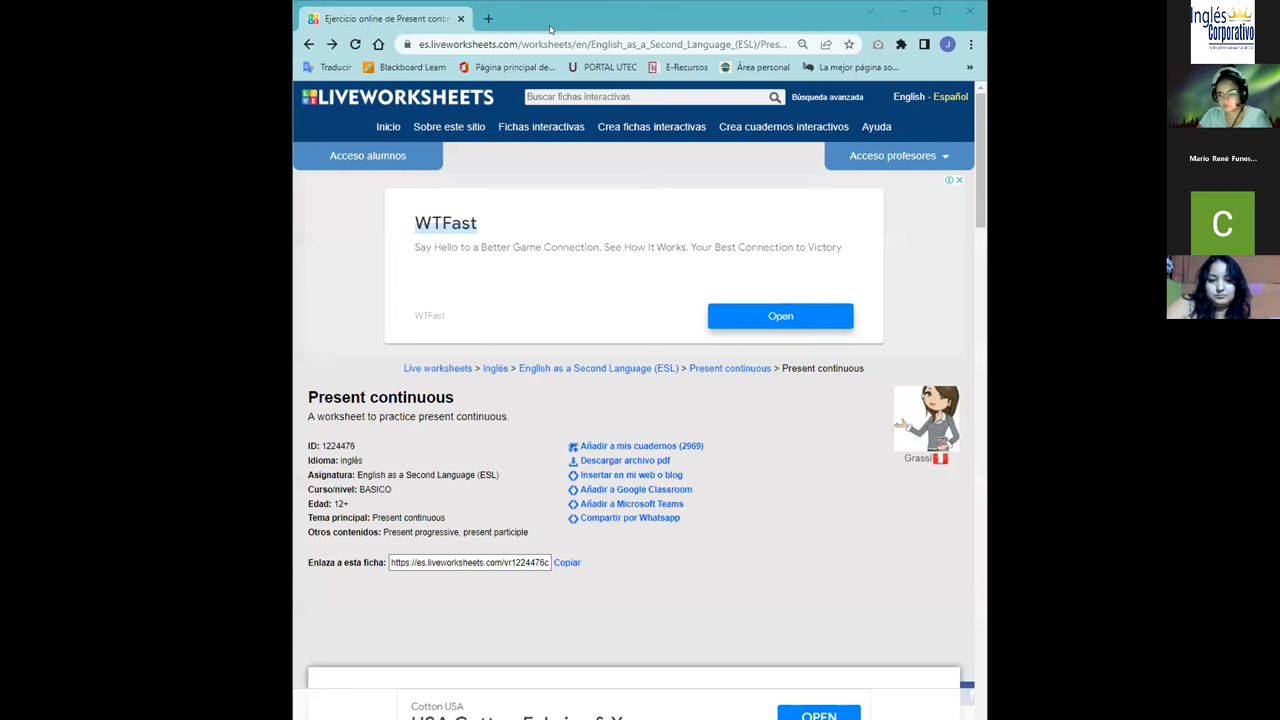 Ejercicio online de Present conti
es.liveworksheets.com/worksheets/en/English_as_a_Second_Language_(ESL)/Pres...
J
Traducir
Blackboard Learn
Página principal de...
PORTAL UTEC
E-Recursos
Área personal
La mejor página so...
»
LIVEWORKSHEETS
Buscar fichas interactivas
Búsqueda avanzada
English - Español
Inicio
Sobre este sitio
Fichas interactivas
Crea fichas interactivas
Crea cuadernos interactivos
Ayuda
Acceso alumnos
Acceso profesores
WTFast
Say Hello to a Better Game Connection. See How It Works. Your Best Connection to Victory
WTFast
Open
Live worksheets > inglés > English as a Second Language (ESL) > Present continuous > Present continuous
Present continuous
A worksheet to practice present continuous.
ID: 1224476
Idioma: inglés
Asignatura: English as a Second Language (ESL)
Curso/nivel: BASICO
Edad: 12+
Tema principal: Present continuous
Otros contenidos: Present progressive, present participle
Añadir a mis cuadernos (2969)
Descargar archivo pdf
Insertar en mi web o blog
Añadir a Google Classroom
Añadir a Microsoft Teams
Compartir por Whatsapp
Grassi
Enlaza a esta ficha: https://es.liveworksheets.com/vr1224476c Copiar
Cotton USA
OPEN
Inglés
Corporativo
Mario René Funes...
C